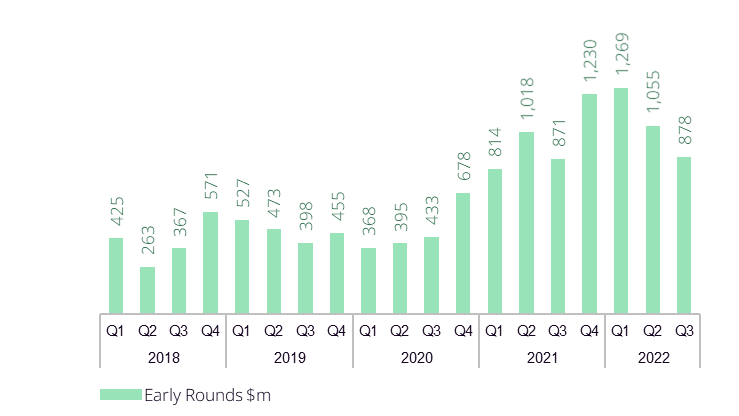 425 263 367 571 527 473 398 455 368 395 433 678 814 1,018 871 1,230 1,269 1,055 878
Q1 Q2 Q3 Q4 Q1 Q2 Q3 Q4 Q1 Q2 Q3 Q4 Q1 Q2 Q3 Q4 Q1 Q2 Q3
2018 2019 2020 2021 2022
Early Rounds $m